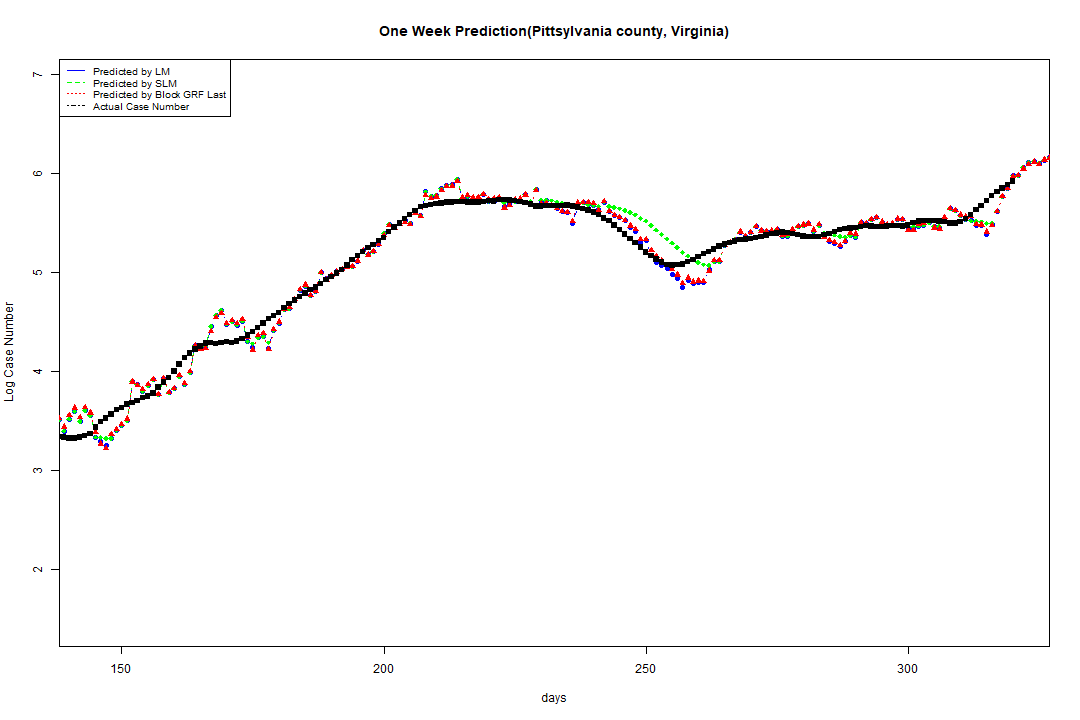 One Week Prediction(Pittsylvania county, Virginia)
7
Predicted by LM
Predicted by SLM
Predicted by Block GRF Last
Actual Case Number
6
5
4
3
2
Log Case Number
150 200 250 300
days